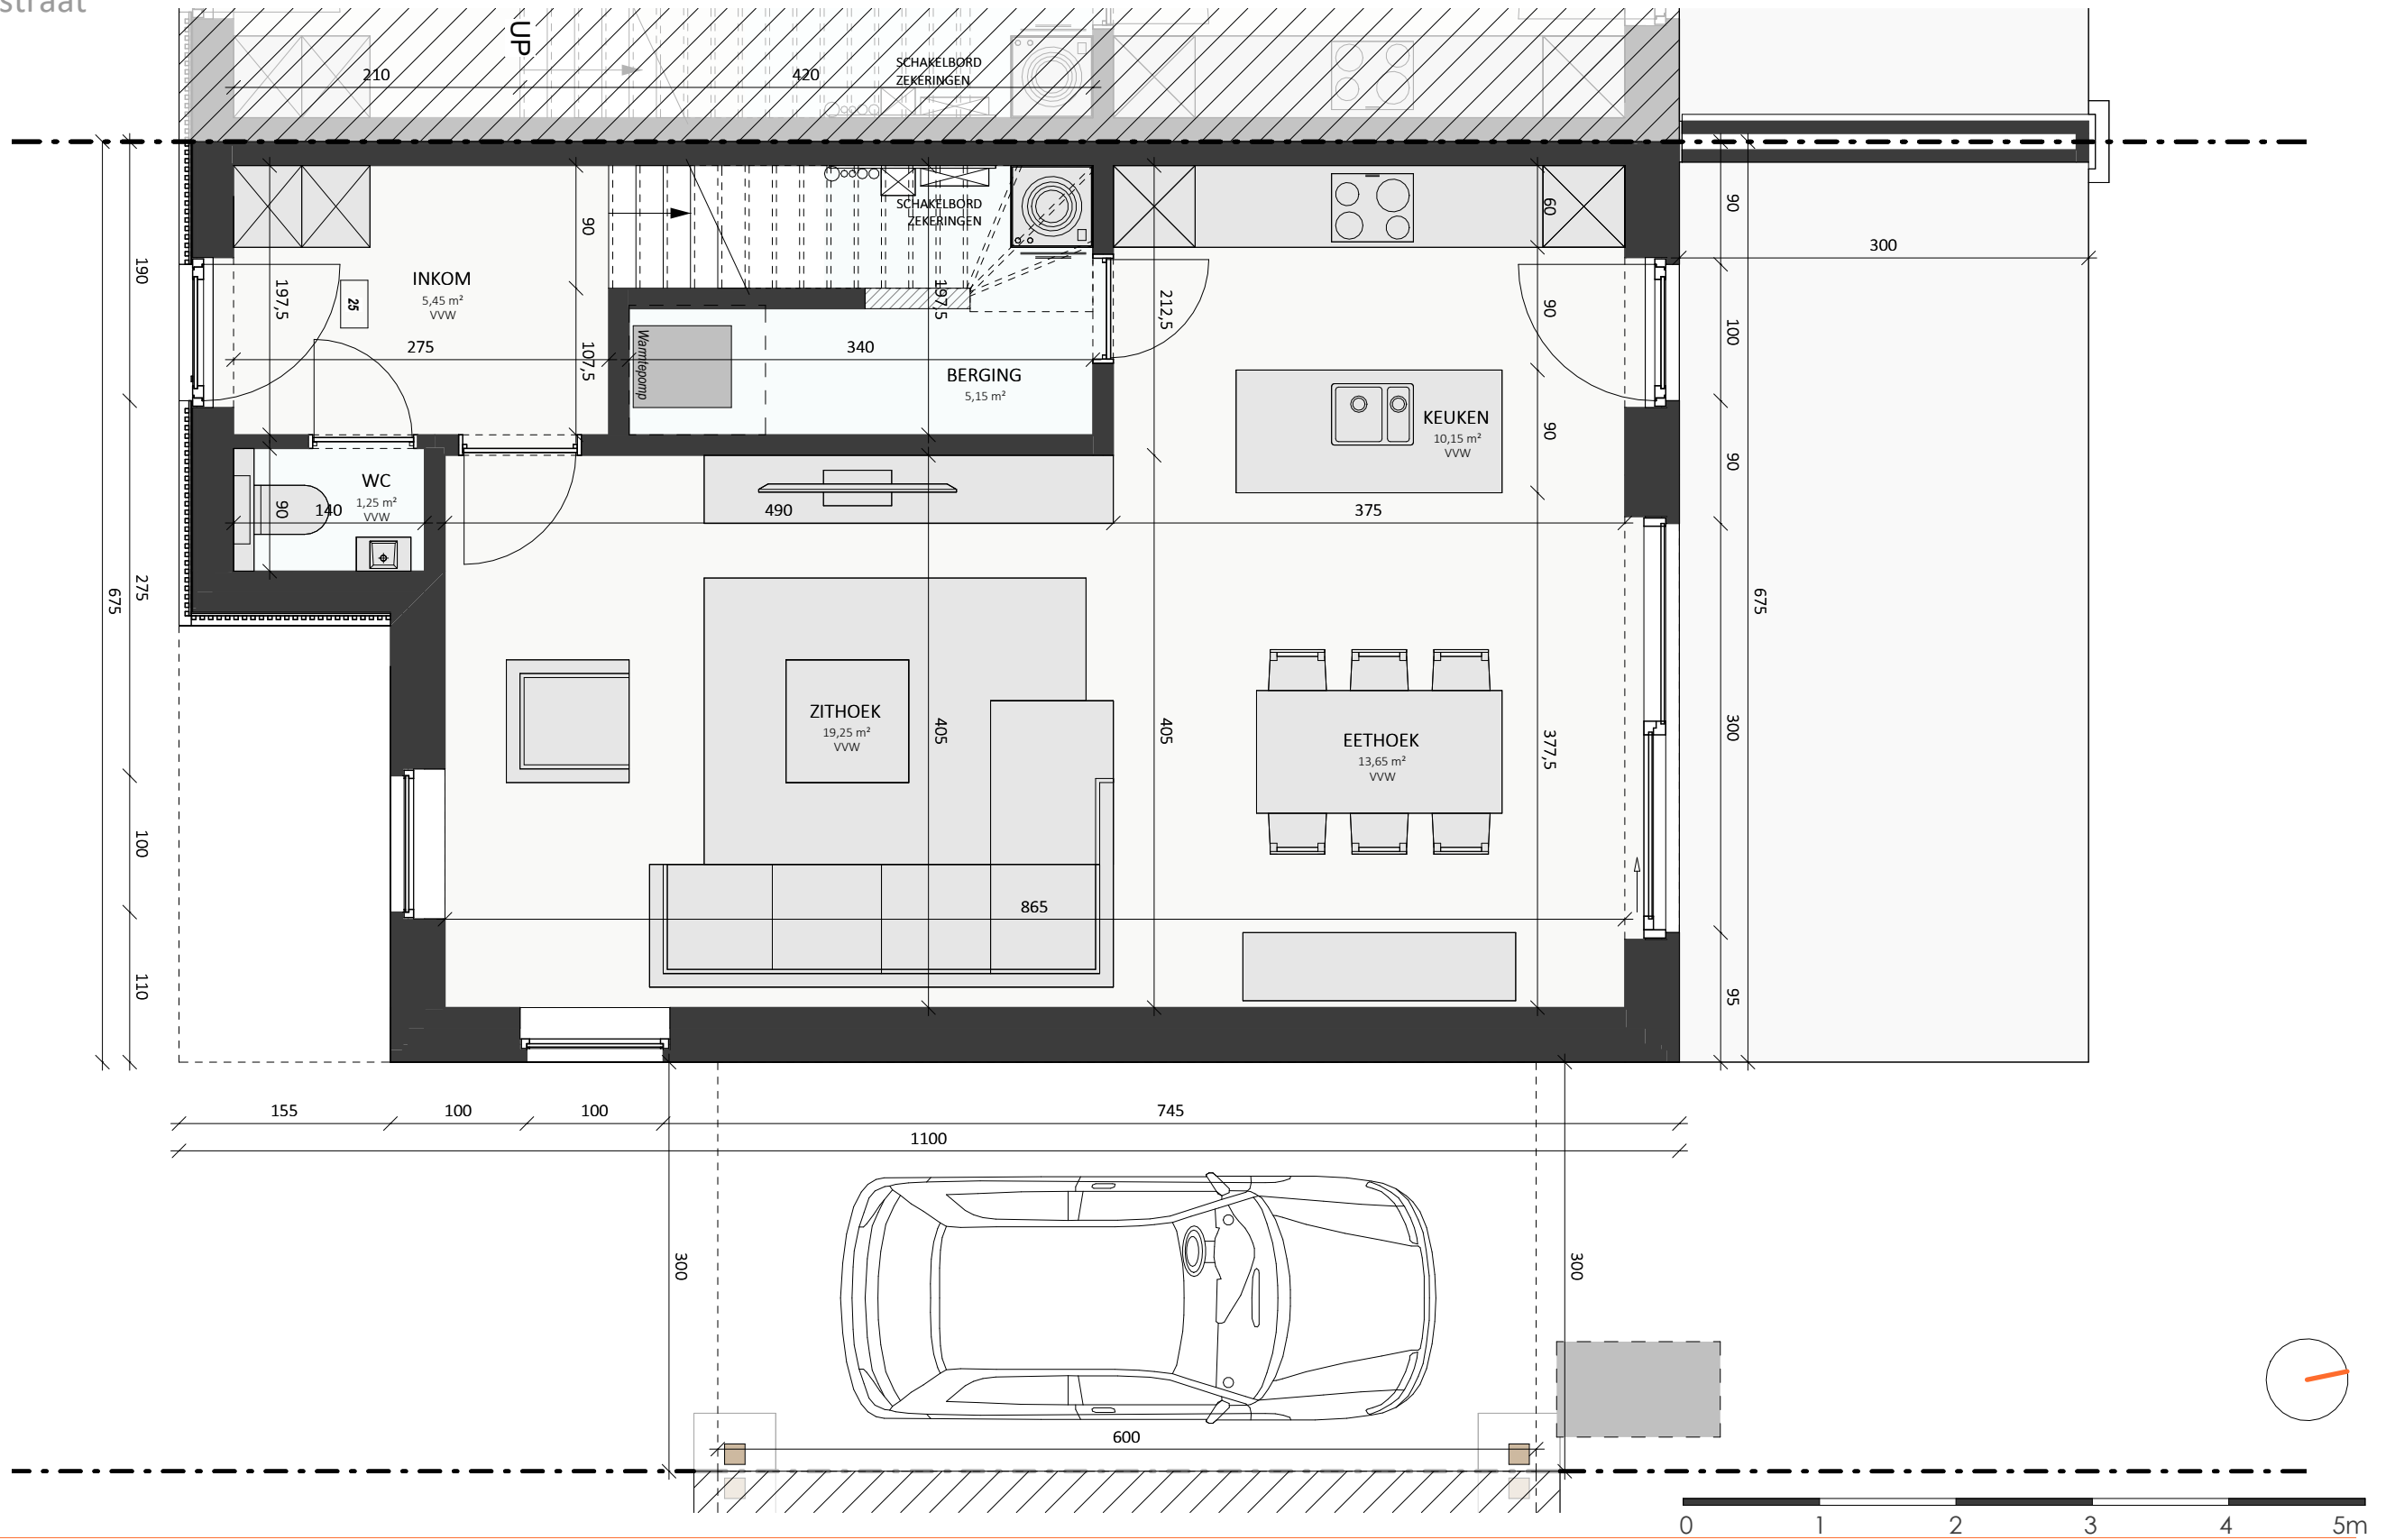 straat
UP
210
420
SCHAKELBORD
ZEKERINGEN
SCHAKELBORD
ZEKERINGEN
90
60
90
300
190
INKOM
5,45 m²
VVW
25
197,5
197,5
212,5
90
100
275
107,5
340
Warmtepomp
BERGING
5,15 m²
KEUKEN
10,15 m²
VVW
90
90
WC
1,25 m²
VVW
90
140
490
375
675
275
675
ZITHOEK
19,25 m²
VVW
405
405
EETHOEK
13,65 m²
VVW
377,5
300
100
865
110
95
155
100
100
745
1100
300
300
600
0 1 2 3 4 5m